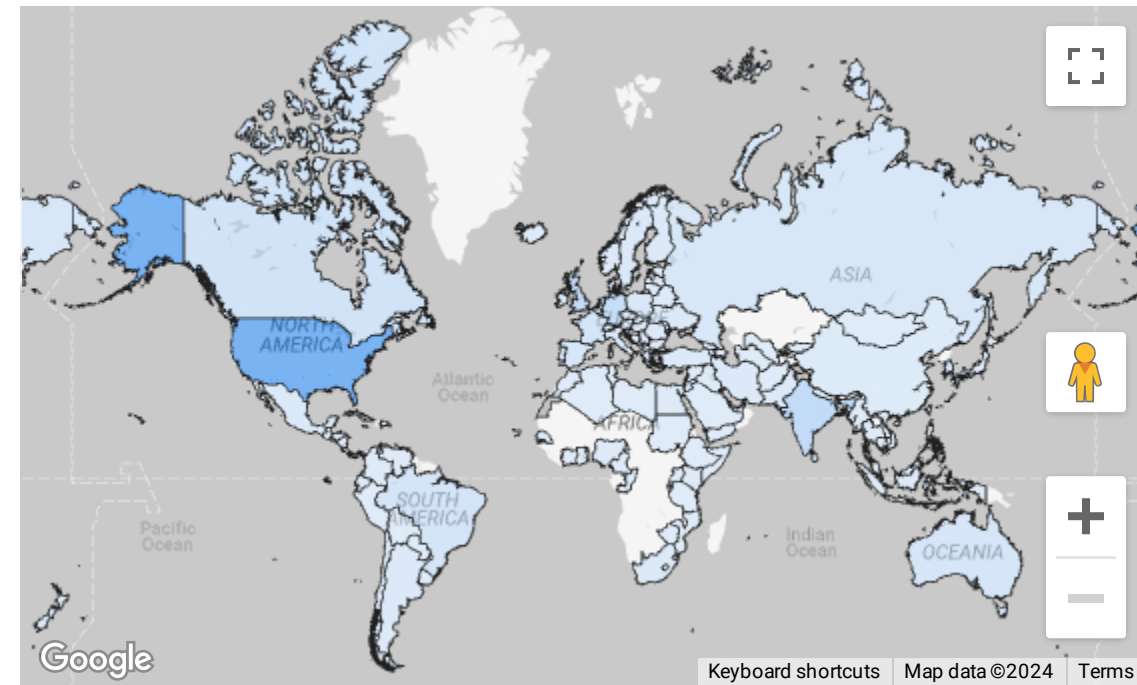 ASIA
NORTH
AMERICA
EUROPE
Atlantic
Ocean
AFRICA
SOUTH
AMERICA
Pacific
Ocean
Indian
Ocean
OCEANIA
Google
Keyboard shortcuts
Map data ©2024
Terms